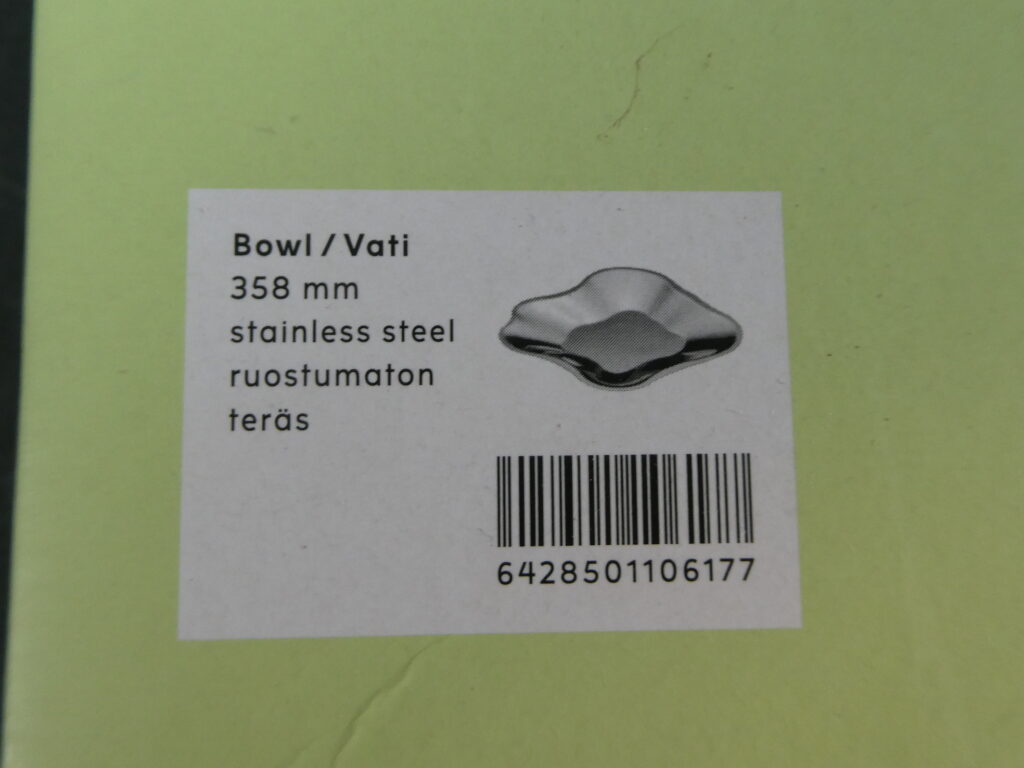 Bowl / Vati
358 mm
stainless steel
ruostumaton
teräs
6428501106177